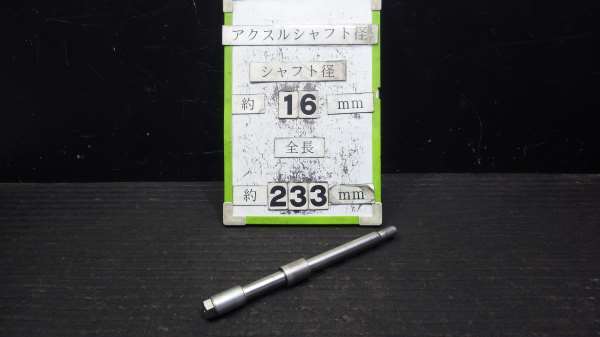 アクスルシャフト径
シャフト径
約 16 mm
全長
約 233 mm